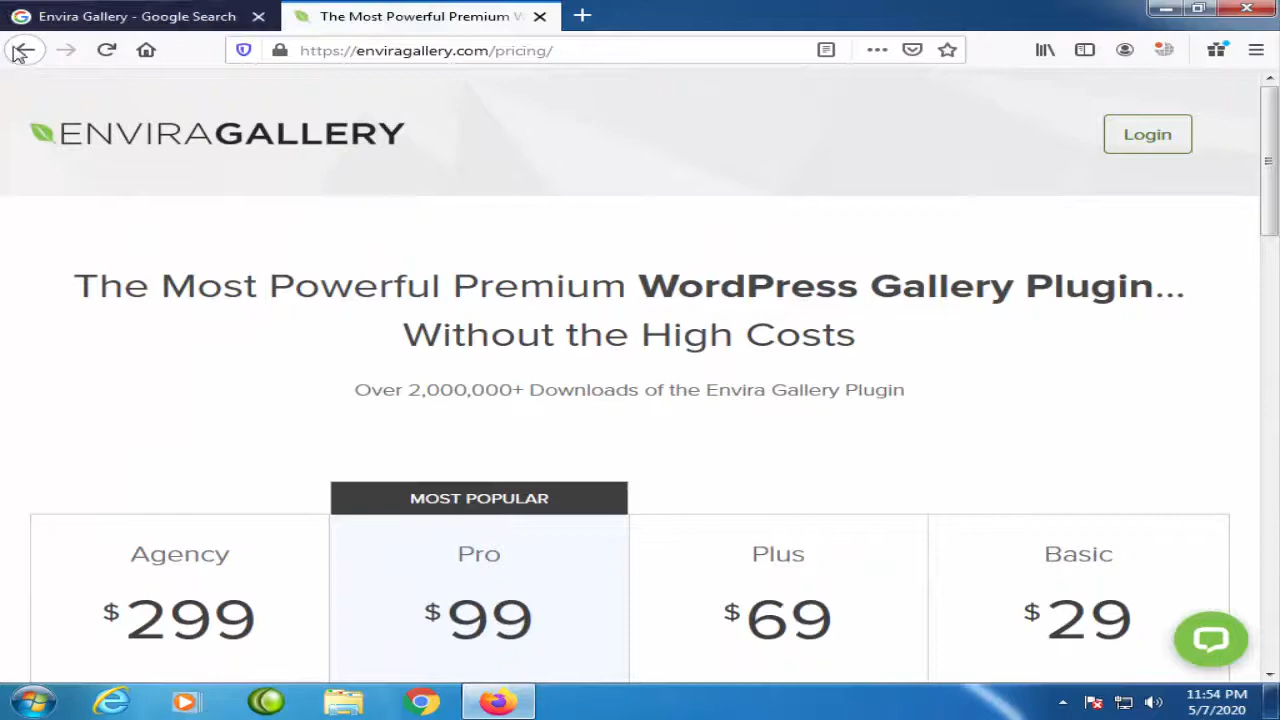 Envira Gallery - Google Search
The Most Powerful Premium W
https://enviragallery.com/pricing/
ENVIRAGALLERY
Login
The Most Powerful Premium WordPress Gallery Plugin...
Without the High Costs
Over 2,000,000+ Downloads of the Envira Gallery Plugin
MOST POPULAR
Agency
Pro
Plus
Basic
$299
$99
$69
$29
11:54 PM
5/7/2020